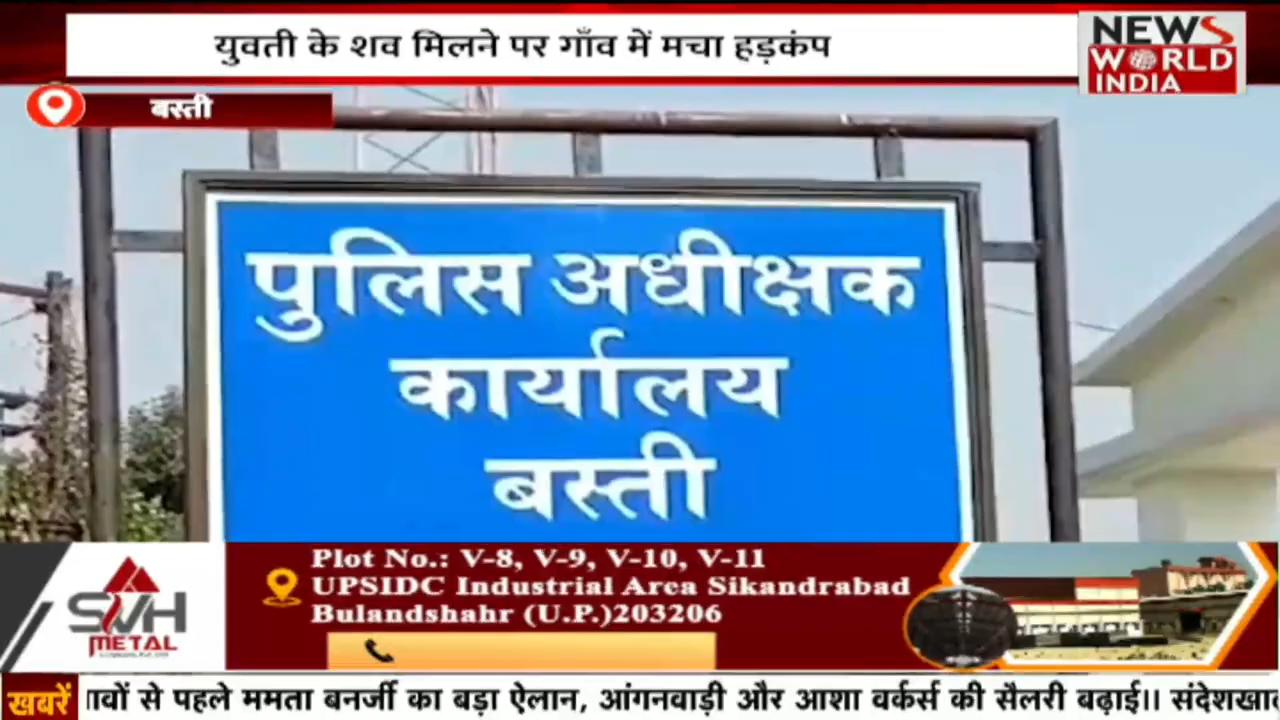 युवती के शव मिलने पर गाँव में मचा हड़कंप
NEWS
WORLD
INDIA
बस्ती
पुलिस अधीक्षक
कार्यालय
बस्ती
SVH
METAL
Plot No.: V-8, V-9, V-10, V-11
UPSIDC Industrial Area Sikandrabad
Bulandshahr (U.P.)203206
खबरें
से पहले ममता बनर्जी का बड़ा ऐलान, आंगनवाड़ी और आशा वर्कर्स की सैलरी बढ़ाई।।